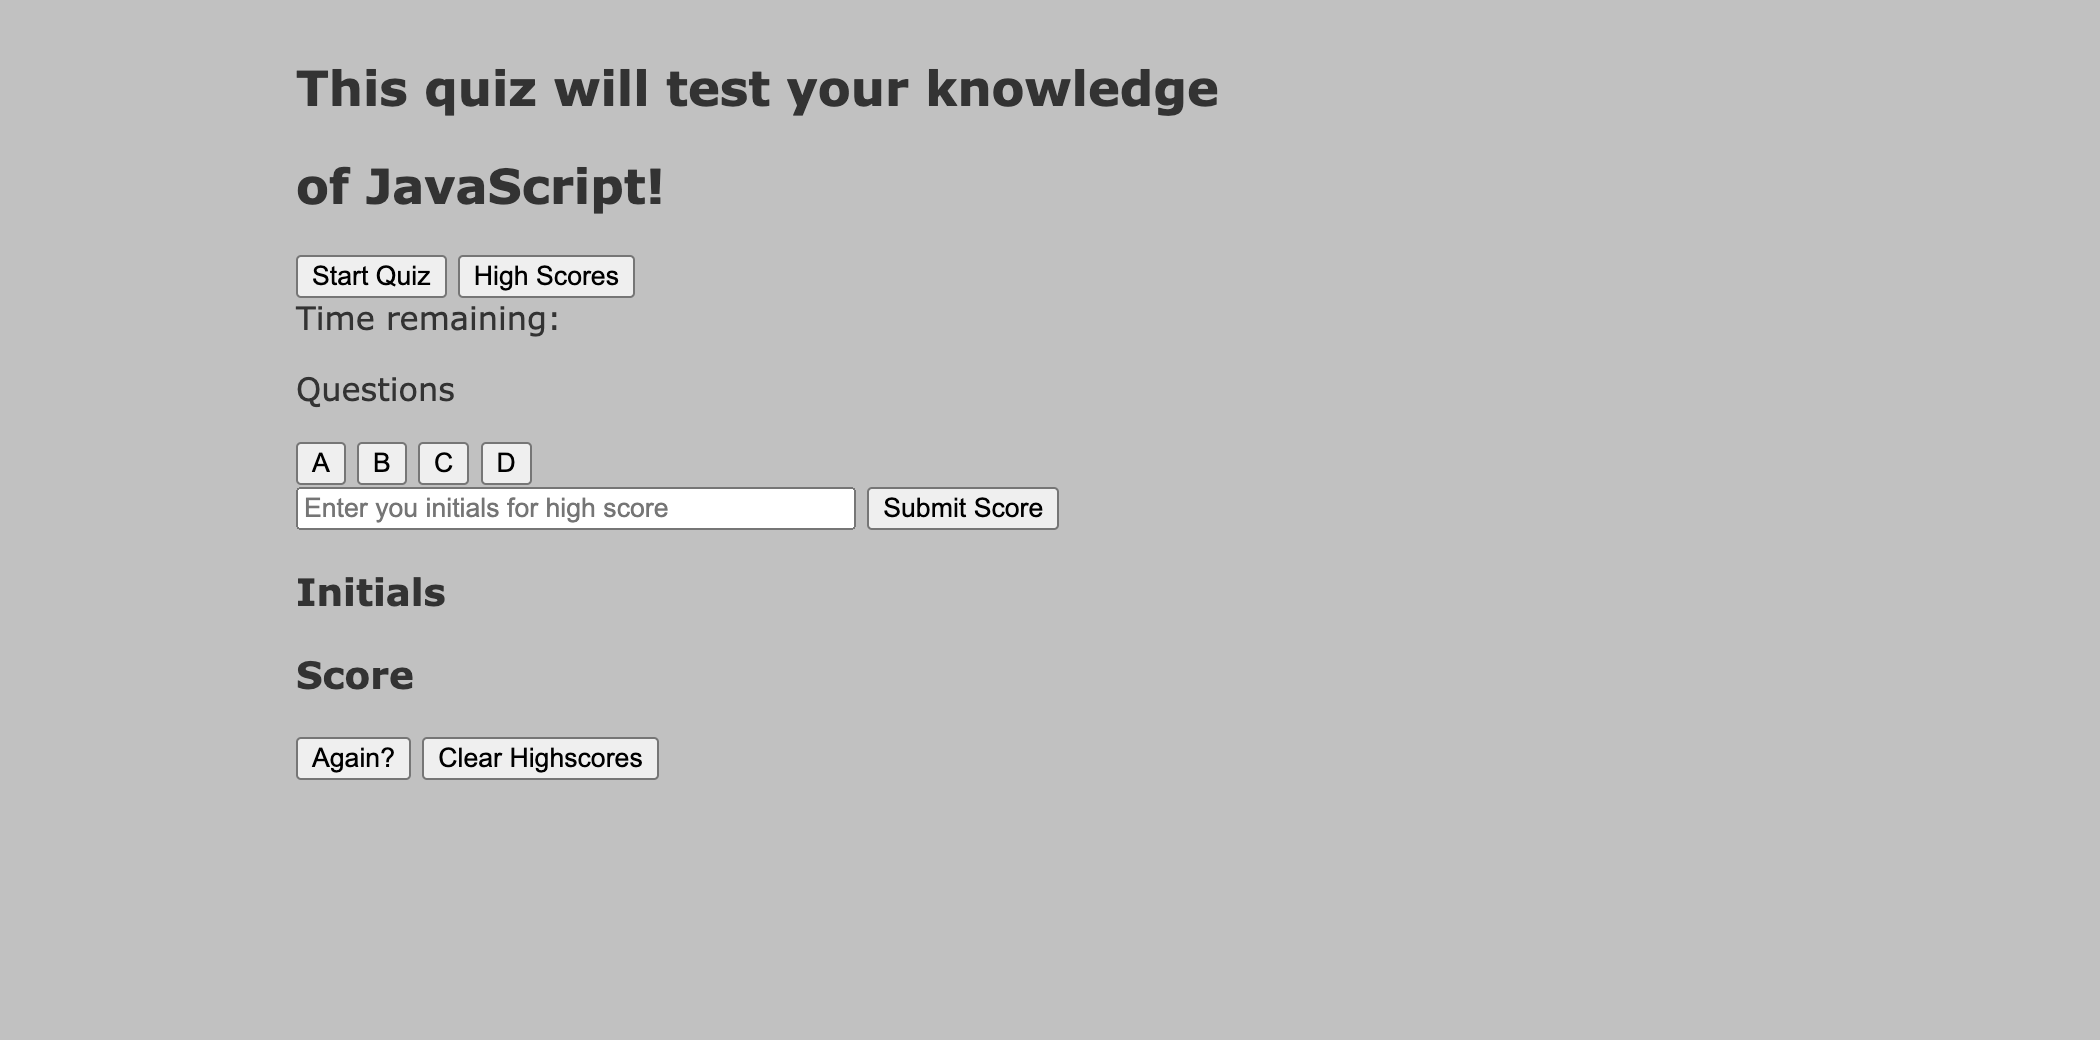 This quiz will test your knowledge
of JavaScript!
Start Quiz High Scores
Time remaining:
Questions
A B C D
Enter you initials for high score Submit Score
Initials
Score
Again? Clear Highscores